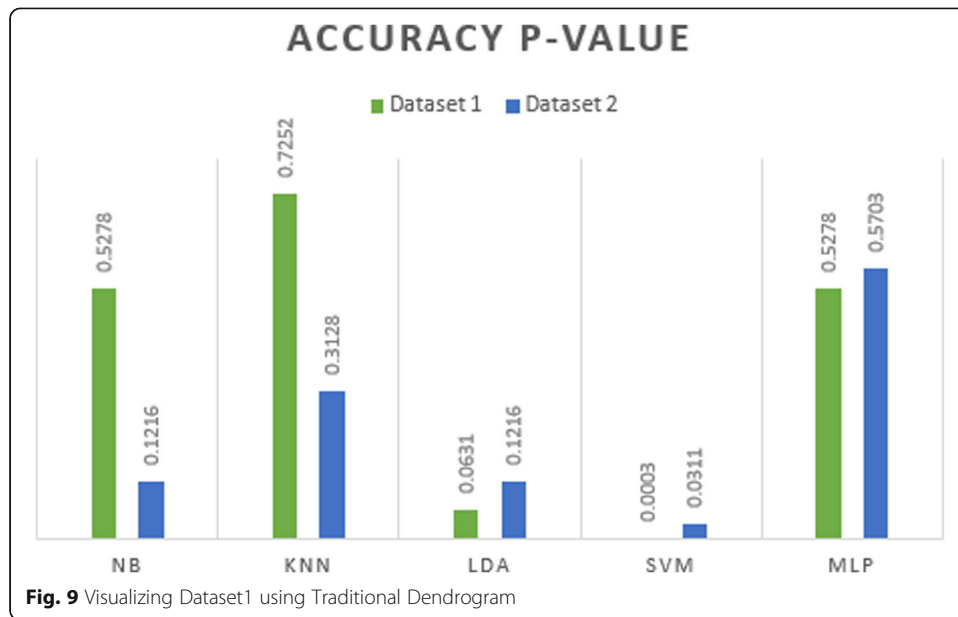 ACCURACY P-VALUE
Dataset 1 Dataset 2
0.5278
0.1216
0.7252
0.3128
0.0631
0.1216
0.0003
0.0311
0.5278
0.5703
NB KNN LDA SVM MLP
Fig. 9 Visualizing Dataset1 using Traditional Dendrogram